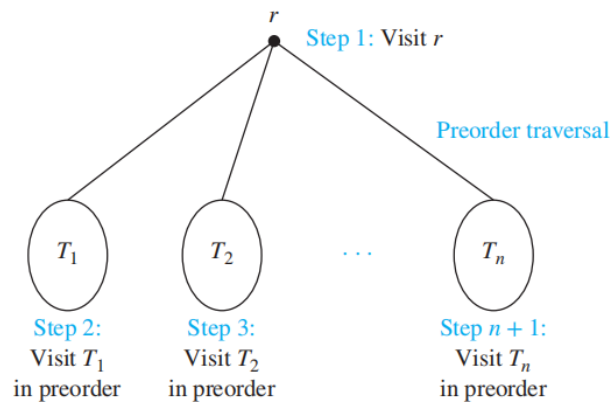 r
Step 1: Visit r
Preorder traversal
T₁
T₂
. . .
Tₙ
Step 2:
Visit T₁
in preorder
Step 3:
Visit T₂
in preorder
Step n + 1:
Visit Tₙ
in preorder